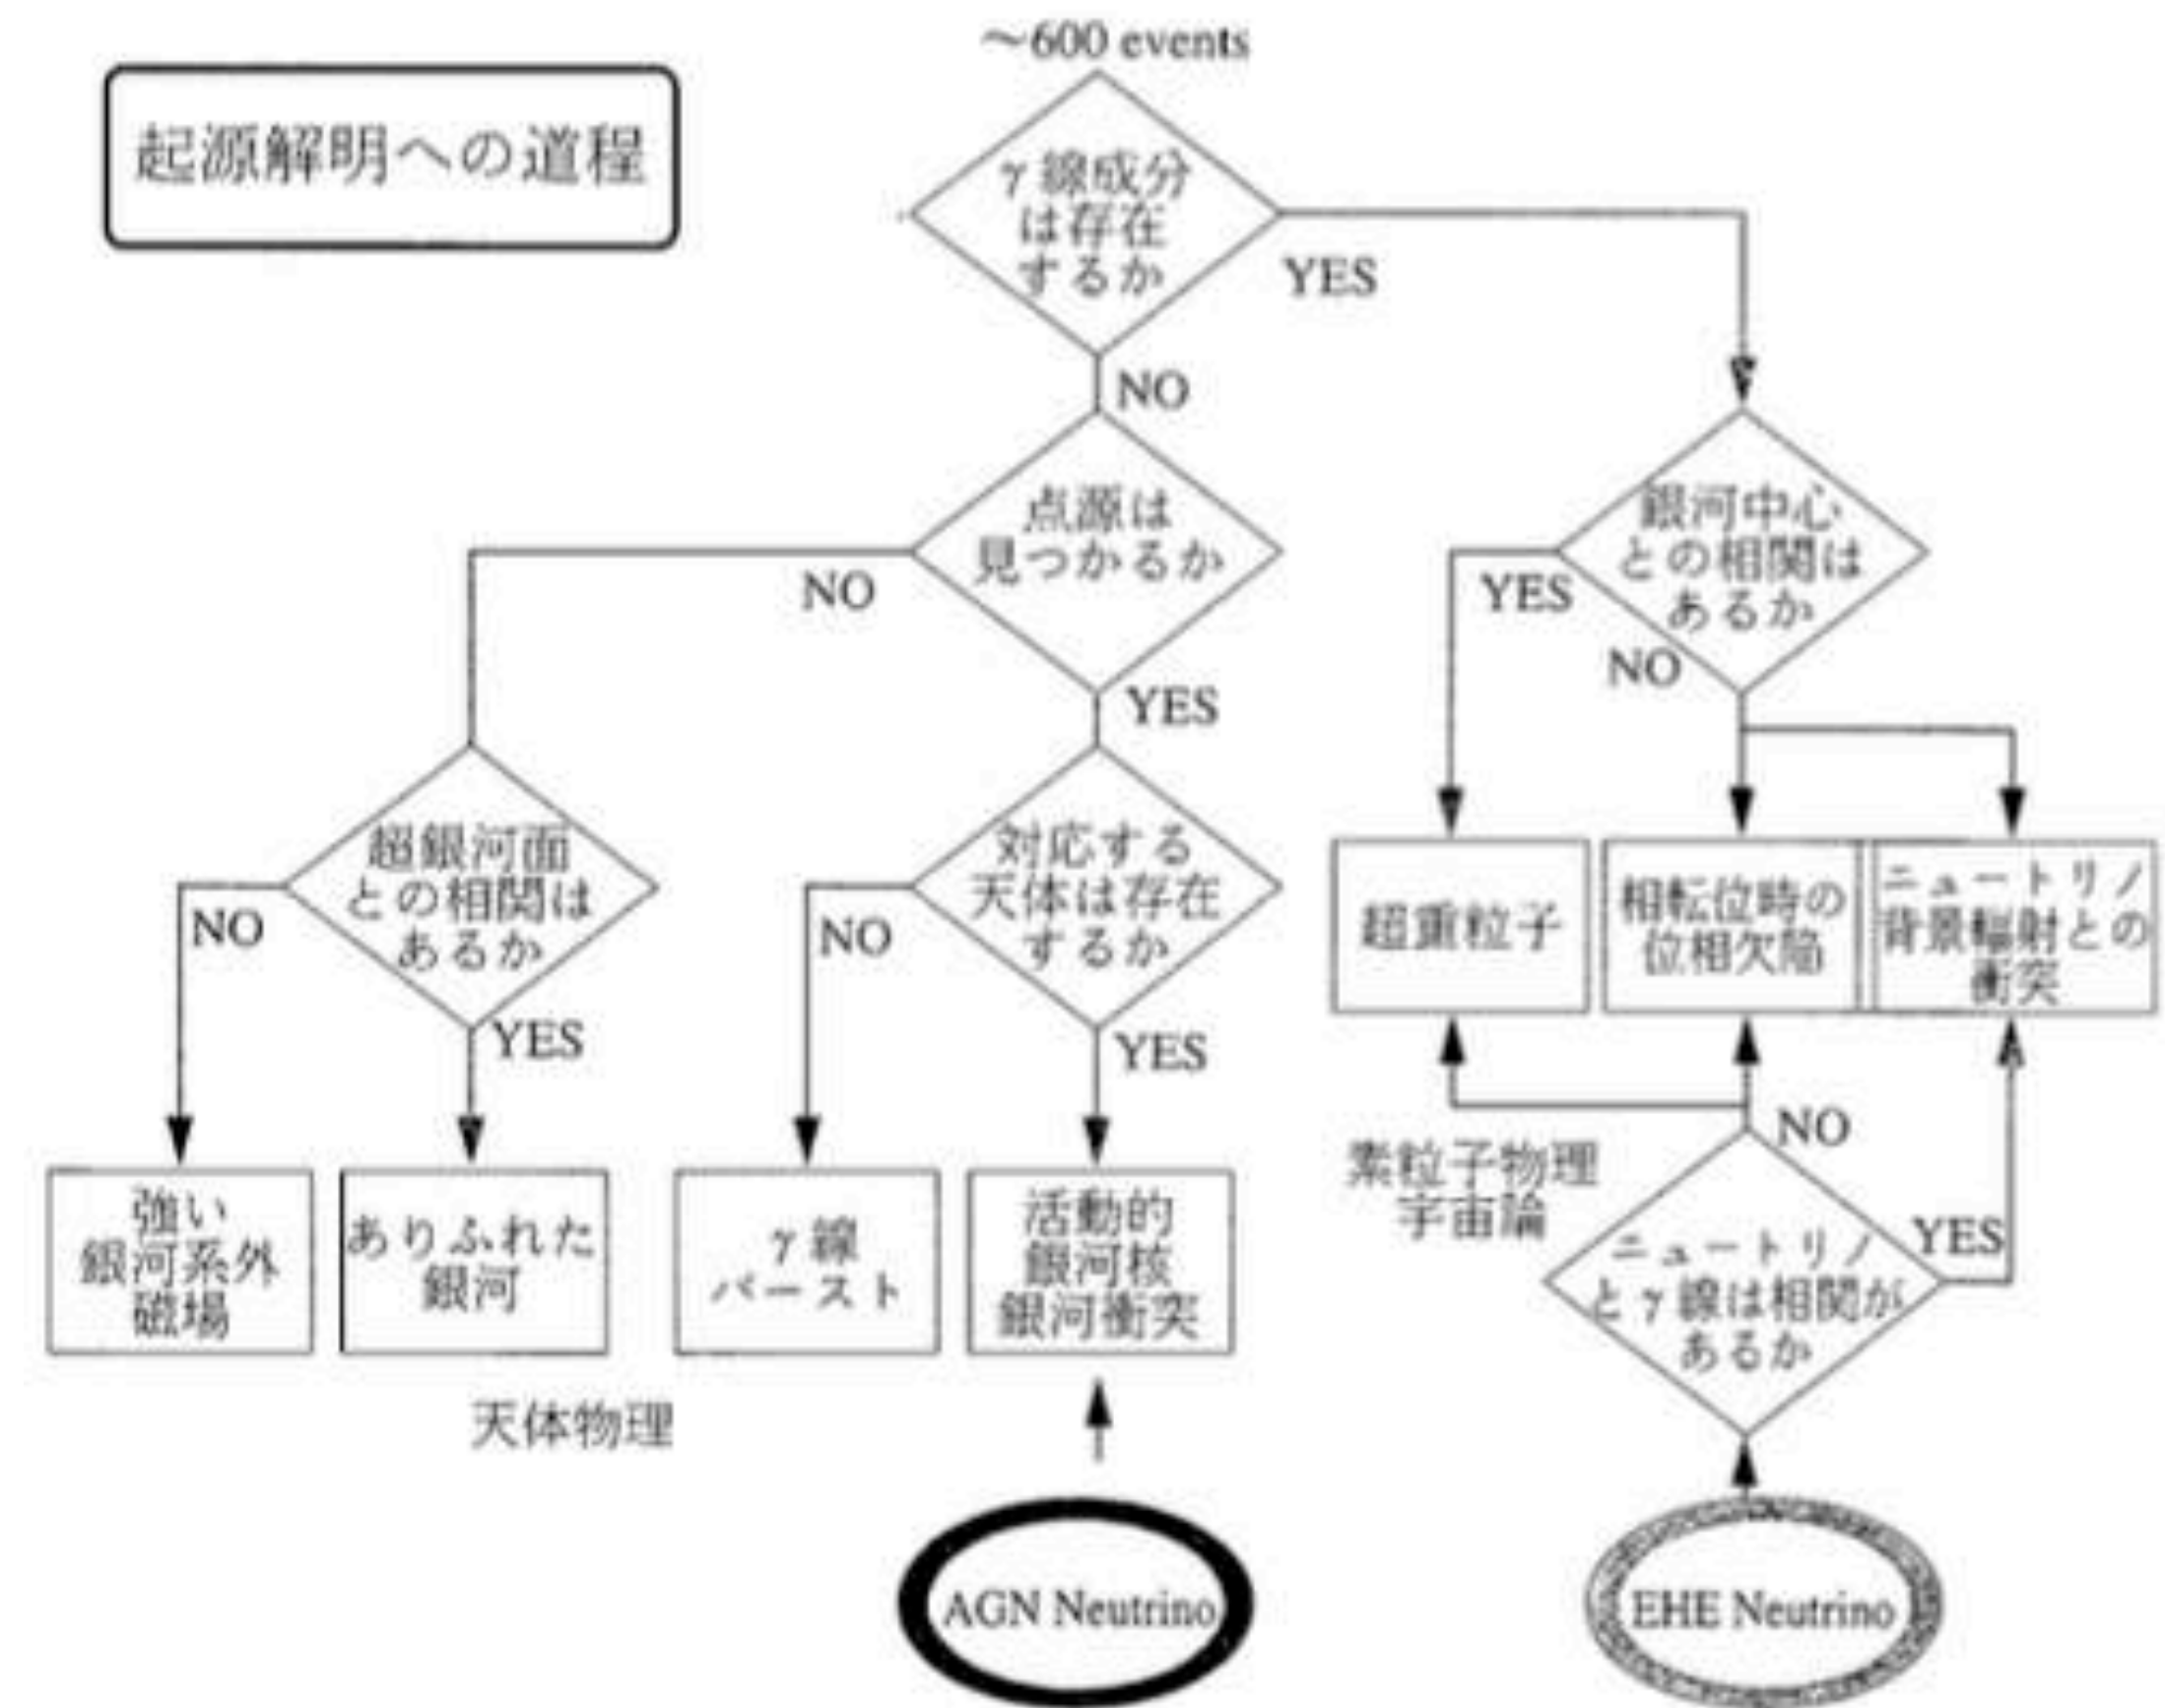 〜600 events
起源解明への道程
γ線成分
は存在
するか
YES
NO
点源は
見つかるか
NO
YES
銀河中心
との相関は
あるか
YES
NO
超銀河面
との相関は
あるか
NO
YES
対応する
天体は存在
するか
NO
YES
超重粒子
相転位時の
位相欠陥
ニュートリノ
背景輻射との
衝突
強い
銀河系外
磁場
ありふれた
銀河
γ線
バースト
活動的
銀河核
銀河衝突
NO
素粒子物理
宇宙論
YES
ニュートリノ
とγ線は相関が
あるか
天体物理
AGN Neutrino
EHE Neutrino